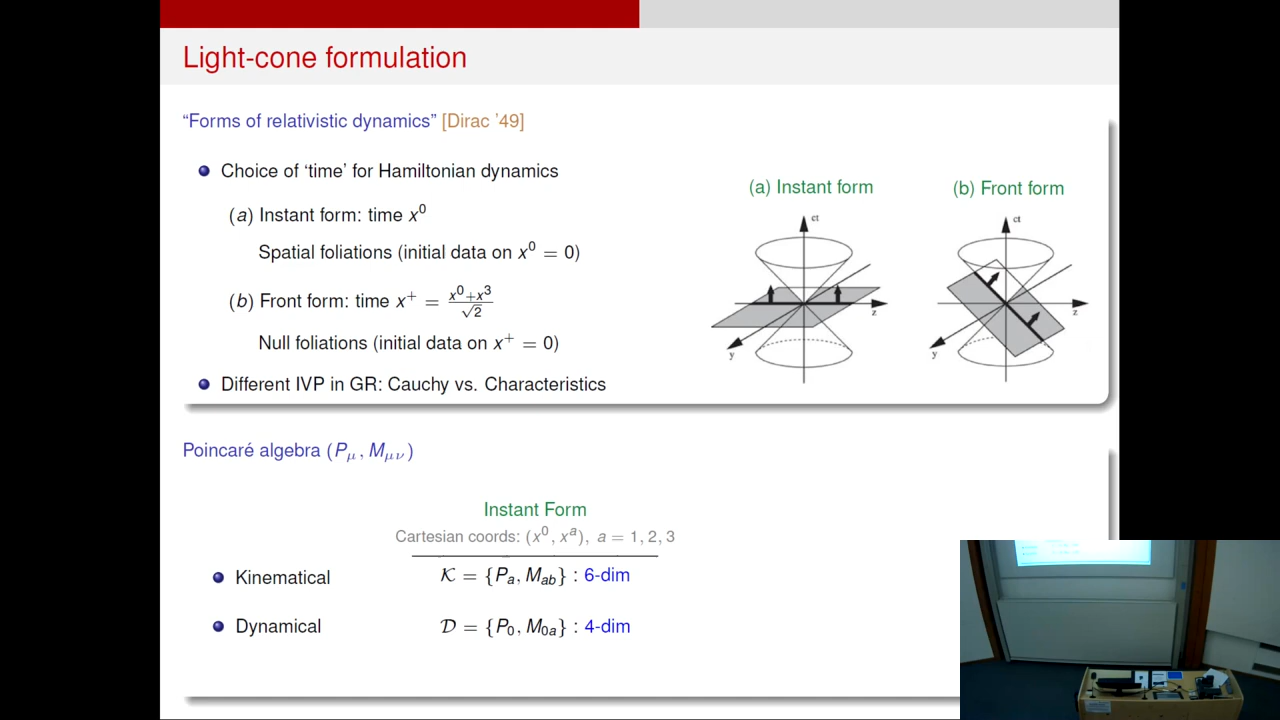 Light-cone formulation
“Forms of relativistic dynamics” [Dirac ’49]
Choice of ‘time’ for Hamiltonian dynamics
(a) Instant form: time x⁰
Spatial foliations (initial data on x⁰ = 0)
(b) Front form: time x⁺ = (x⁰+x³)/√2
Null foliations (initial data on x⁺ = 0)
Different IVP in GR: Cauchy vs. Characteristics
(a) Instant form
ct
z
y
(b) Front form
ct
z
y
Poincaré algebra (P_μ, M_μν)
Instant Form
Cartesian coords: (x⁰, xᵃ), a = 1, 2, 3
Kinematical 𝒦 = {P_a, M_ab} : 6-dim
Dynamical 𝒟 = {P_0, M_0a} : 4-dim